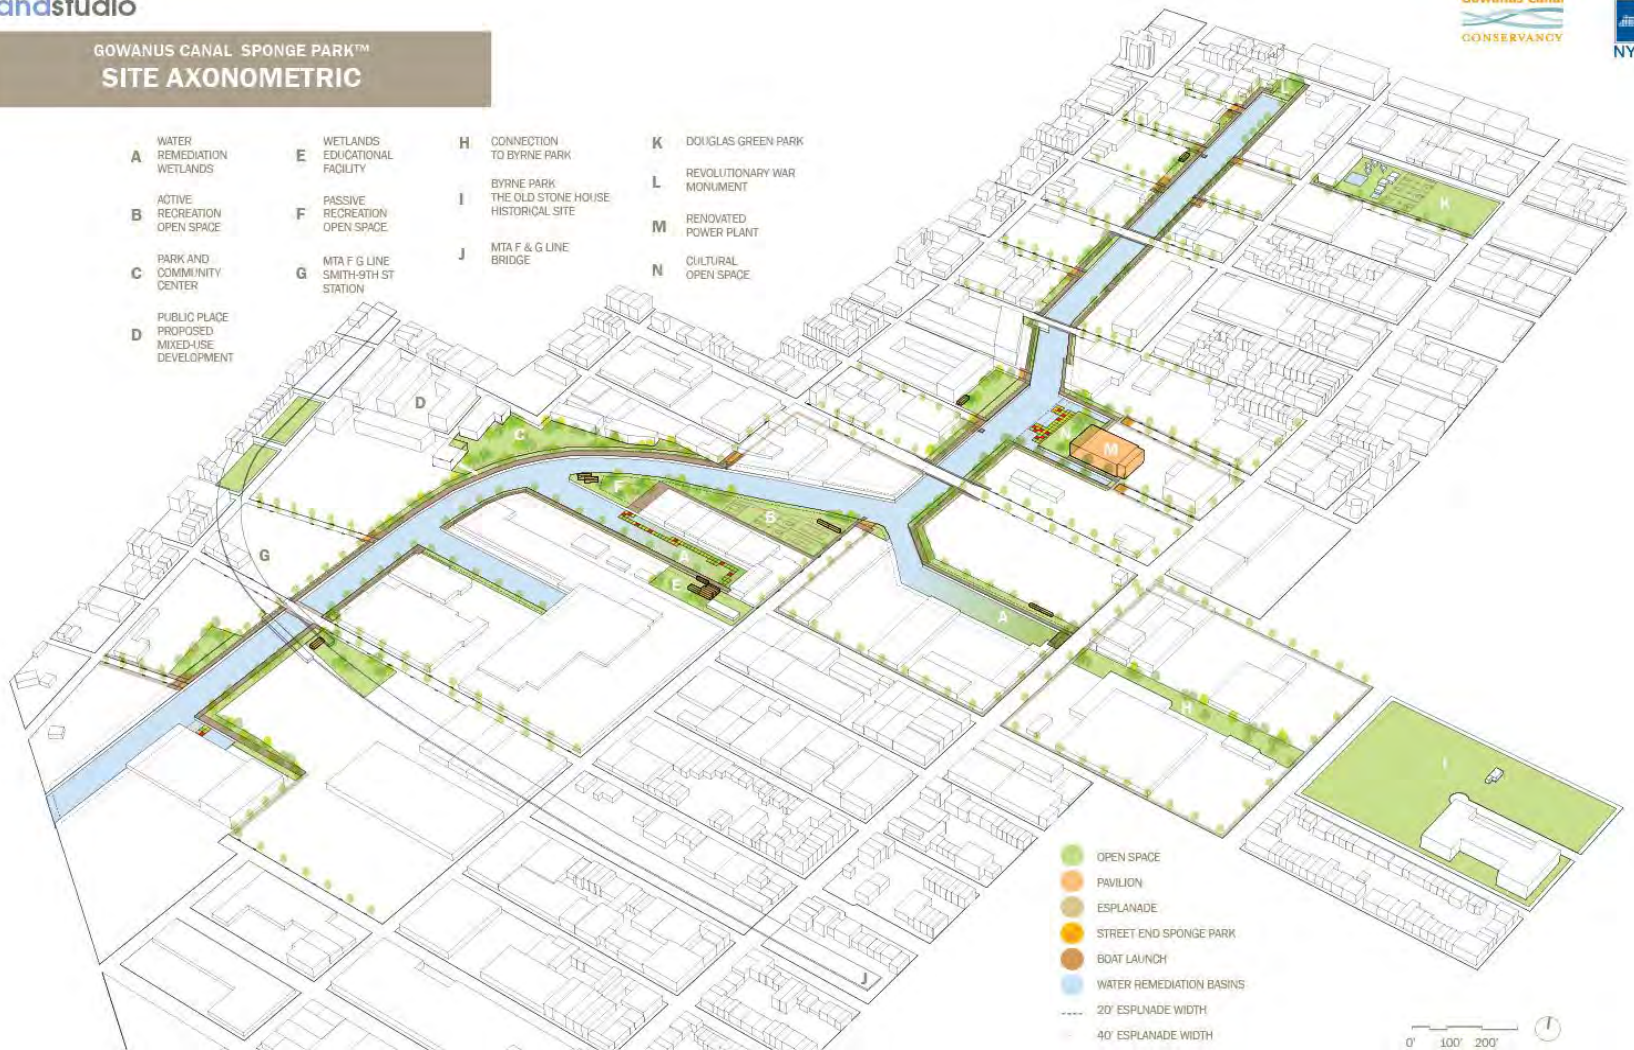 andstudio
GOWANUS CANAL SPONGE PARK™
SITE AXONOMETRIC
A WATER
REMEDIATION
WETLANDS
B ACTIVE
RECREATION
OPEN SPACE
C PARK AND
COMMUNITY
CENTER
D PUBLIC PLACE
PROPOSED
MIXED-USE
DEVELOPMENT
E WETLANDS
EDUCATIONAL
FACILITY
F PASSIVE
RECREATION
OPEN SPACE
G MTA F G LINE
SMITH-9TH ST
STATION
H CONNECTION
TO BYRNE PARK
I BYRNE PARK
THE OLD STONE HOUSE
HISTORICAL SITE
J MTA F & G LINE
BRIDGE
K DOUGLAS GREEN PARK
L REVOLUTIONARY WAR
MONUMENT
M RENOVATED
POWER PLANT
N CULTURAL
OPEN SPACE
Gowanus Canal
CONSERVANCY
NY
L
K
D
M
B
F
A
E
G
A
H
I
J
OPEN SPACE
PAVILION
ESPLANADE
STREET END SPONGE PARK
BOAT LAUNCH
WATER REMEDIATION BASINS
20' ESPLNADE WIDTH
40' ESPLANADE WIDTH
0' 100' 200'